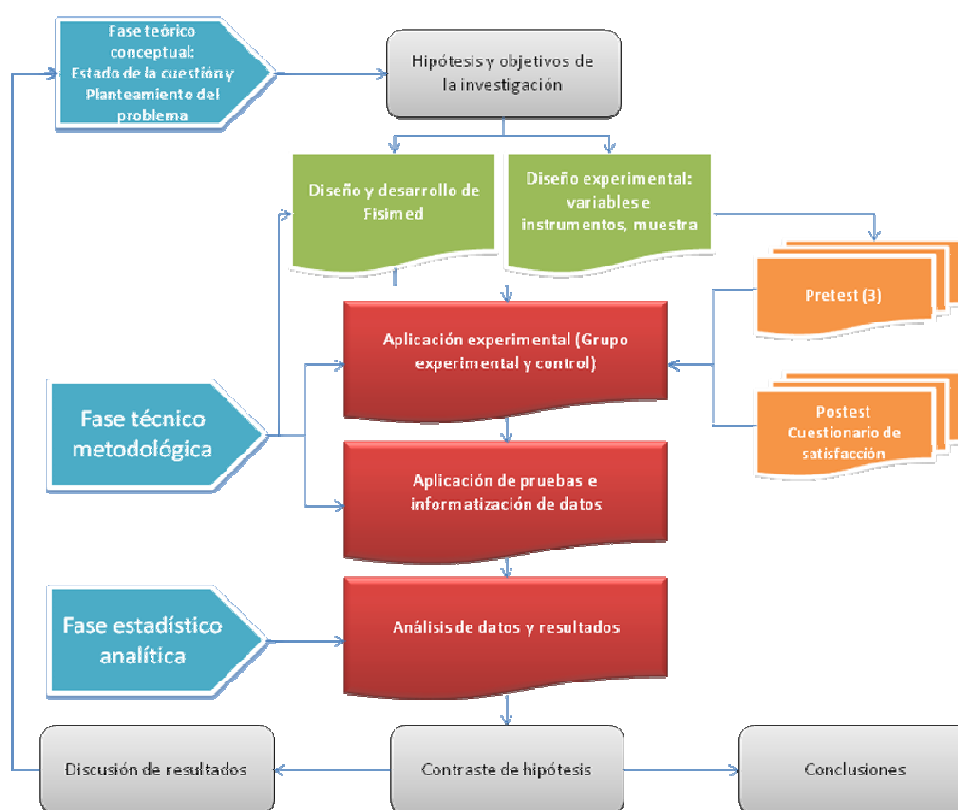 Fase teórico
conceptual:
Estado de la cuestión y
Planteamiento del
problema
Hipótesis y objetivos de
la investigación
Diseño y desarrollo de
Fisimed
Diseño experimental:
variables e
instrumentos, muestra
Pretest (3)
Aplicación experimental (Grupo
experimental y control)
Fase técnico
metodológica
Postest
Cuestionario de
satisfacción
Aplicación de pruebas e
informatización de datos
Fase estadístico
analítica
Análisis de datos y resultados
Discusión de resultados
Contraste de hipótesis
Conclusiones